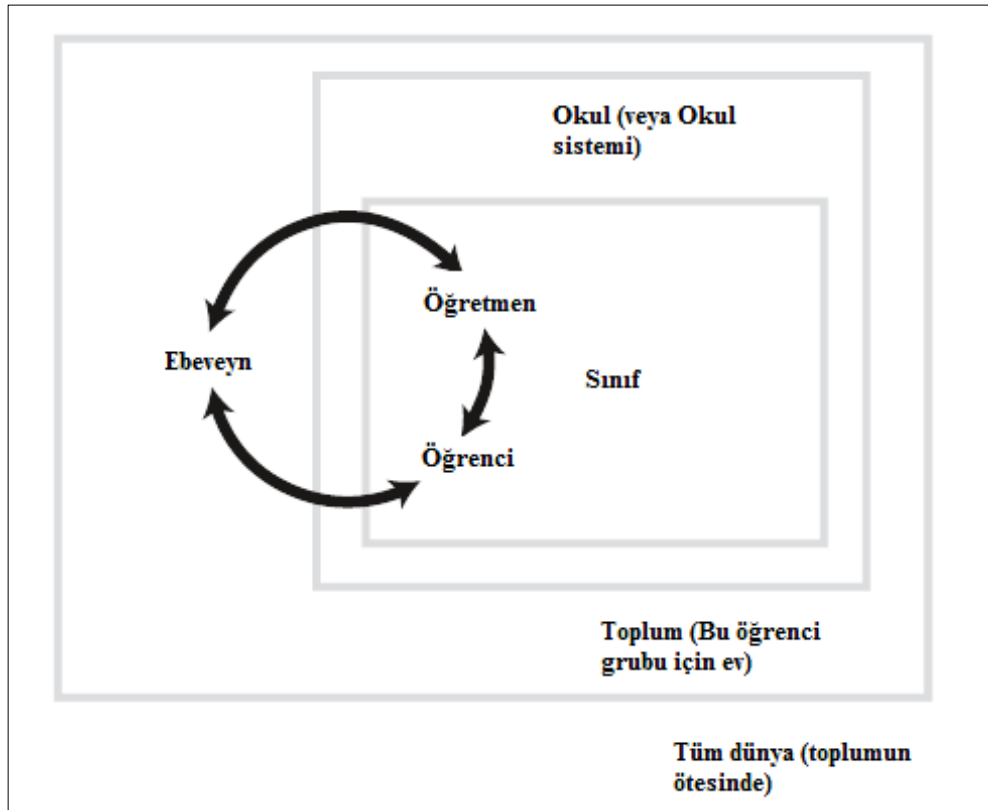 Okul (veya Okul
sistemi)
Öğretmen
Ebeveyn
Sınıf
Öğrenci
Toplum (Bu öğrenci
grubu için ev)
Tüm dünya (toplumun
ötesinde)